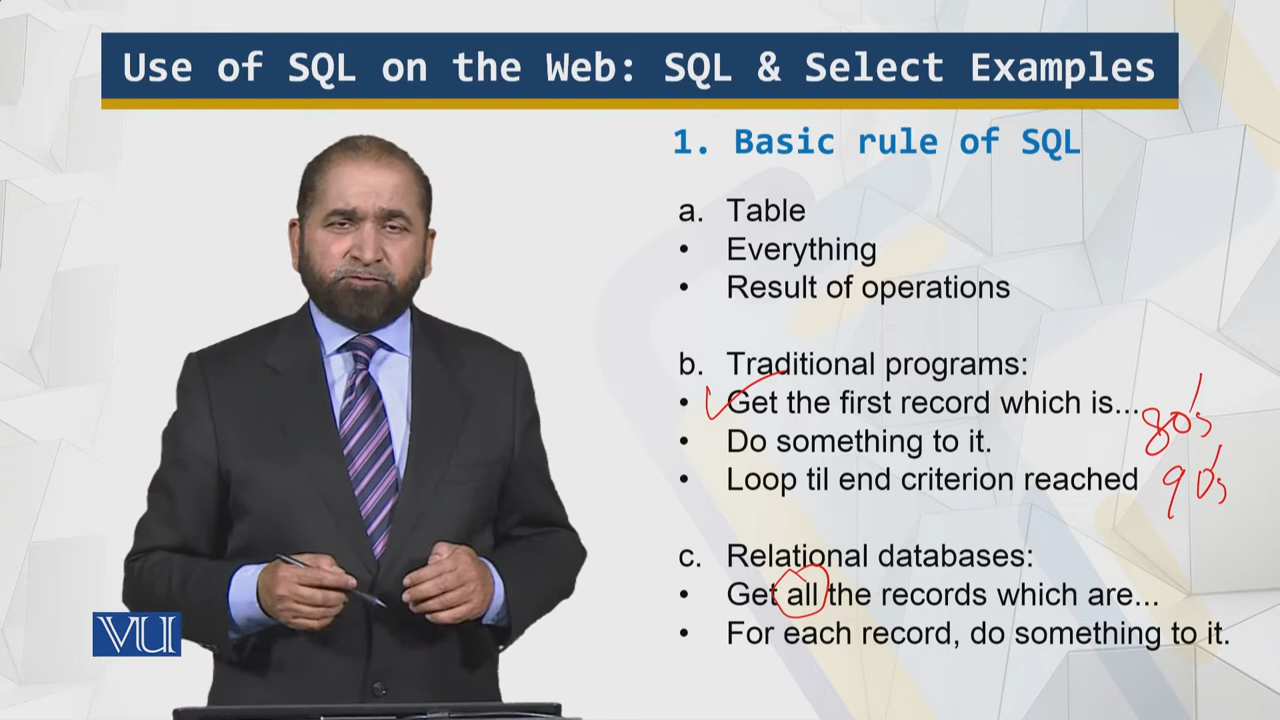 Use of SQL on the Web: SQL & Select Examples
1. Basic rule of SQL
a. Table
• Everything
• Result of operations
b. Traditional programs:
• Get the first record which is...
80's
• Do something to it.
• Loop til end criterion reached
90's
c. Relational databases:
• Get all the records which are...
• For each record, do something to it.
VU